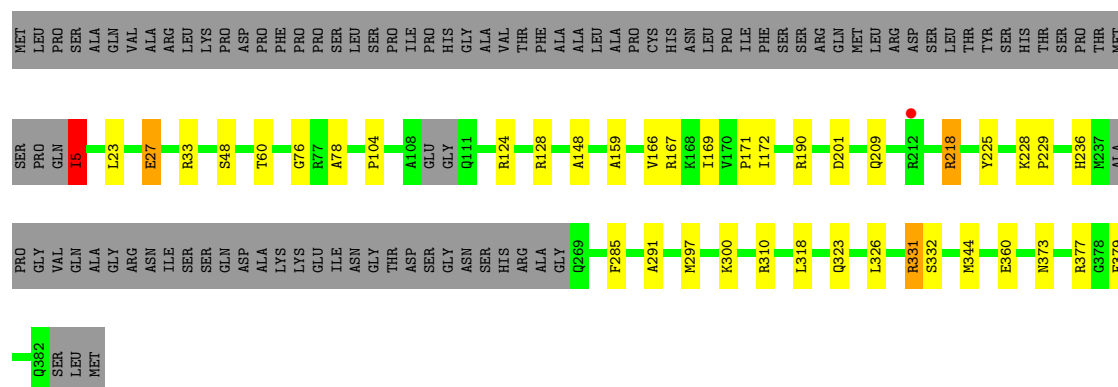 MET LEU PRO SER ALA GLN VAL ALA ARG LEU LYS PRO ASP PRO PHE PRO PRO SER LEU SER PRO ILE PRO HIS GLY ALA VAL THR PHE ALA ALA LEU ALA PRO CYS HIS ASN LEU PRO ILE PHE SER SER ARG GLN MET LEU ARG ASP SER LEU THR TYR SER HIS THR SER PRO THR MET
SER PRO GLN I5 L23 E27 R33 S48 T60 G76 R77 A78 P104 A108 GLU GLY Q111 R124 R128 A148 A159 V166 R167 K168 I169 V170 P171 I172 R190 D201 Q209 R212 R218 Y225 K228 P229 H236 M237 ALA
PRO GLY VAL GLN ALA GLY ARG ASN ILE SER SER GLN ASP ALA LYS LYS GLU ILE ASN GLY THR ASP SER GLY ASN SER HIS ARG ALA GLY Q269 F285 A291 M297 K300 R310 L318 Q323 L326 R331 S332 M344 E360 N373 R377 G378
Q382 SER LEU MET